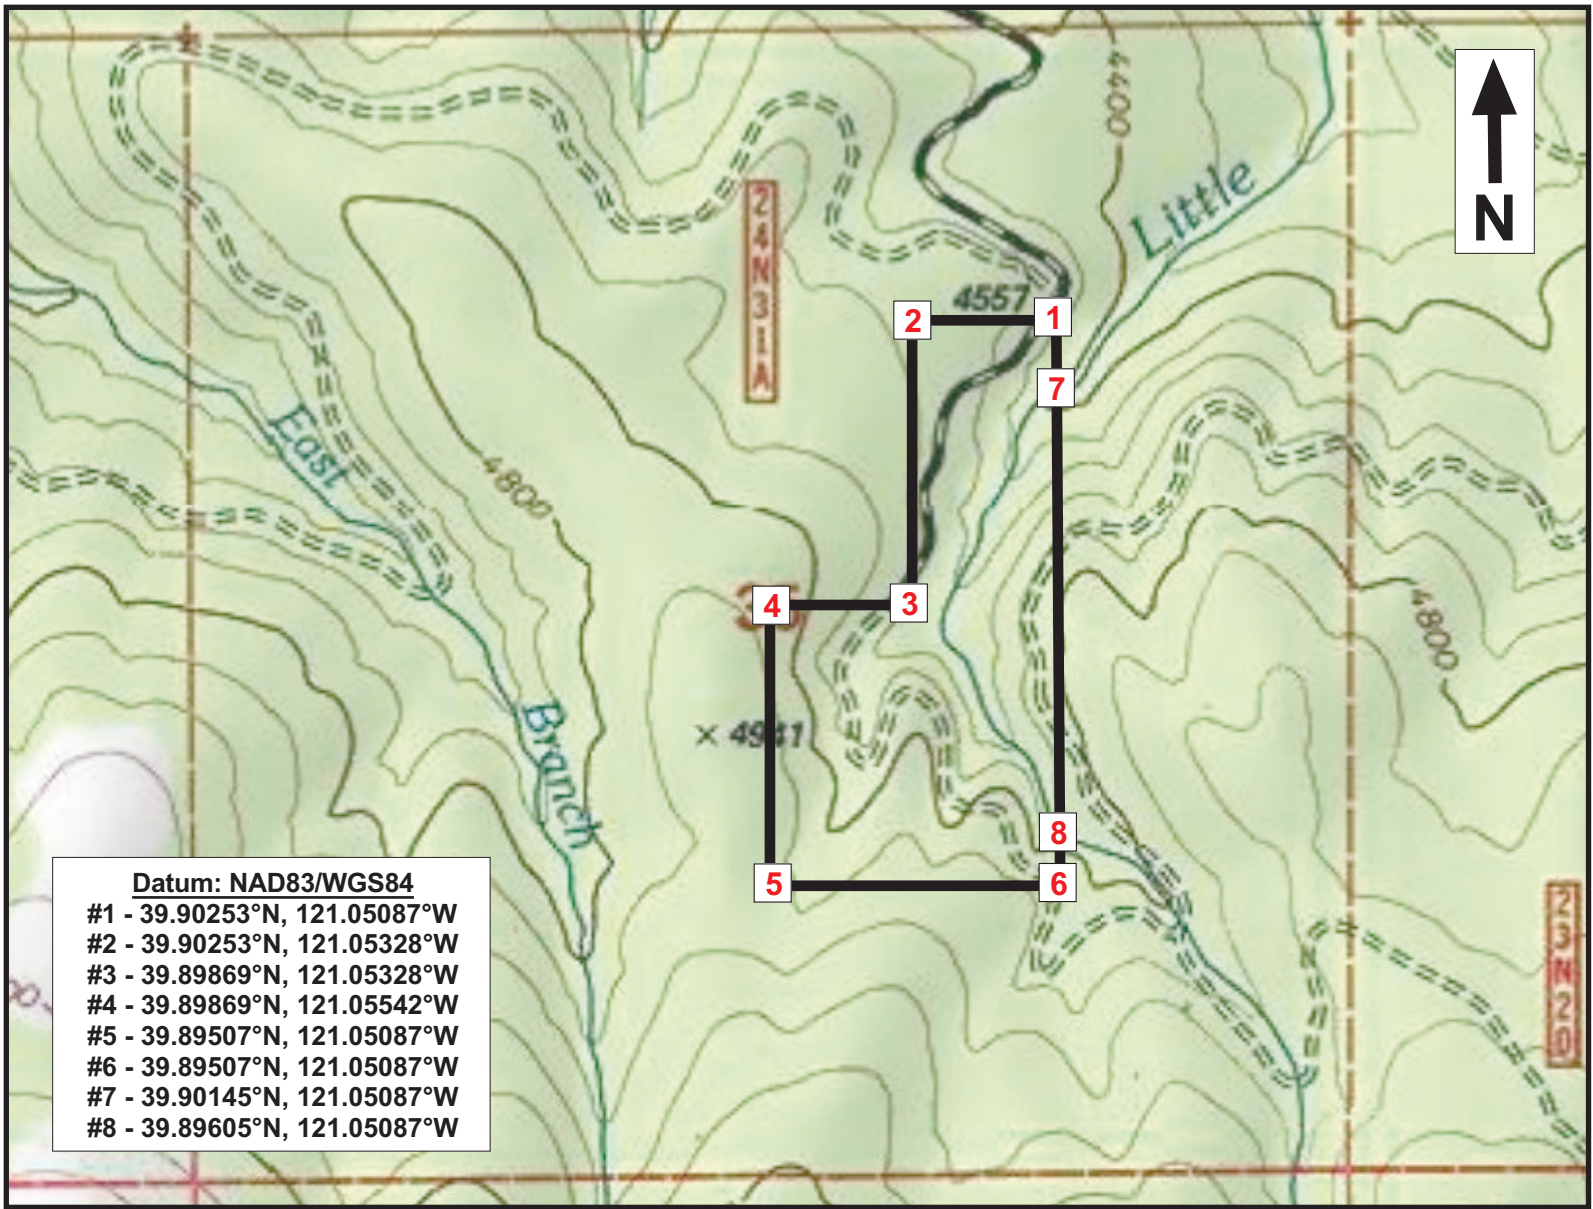 4400
Little
N
24N31A
4557
2
1
7
East
4800
4
3
4800
× 4941
Branch
8
5
6
Datum: NAD83/WGS84
#1 - 39.90253°N, 121.05087°W
#2 - 39.90253°N, 121.05328°W
#3 - 39.89869°N, 121.05328°W
#4 - 39.89869°N, 121.05542°W
#5 - 39.89507°N, 121.05087°W
#6 - 39.89507°N, 121.05087°W
#7 - 39.90145°N, 121.05087°W
#8 - 39.89605°N, 121.05087°W
23N20